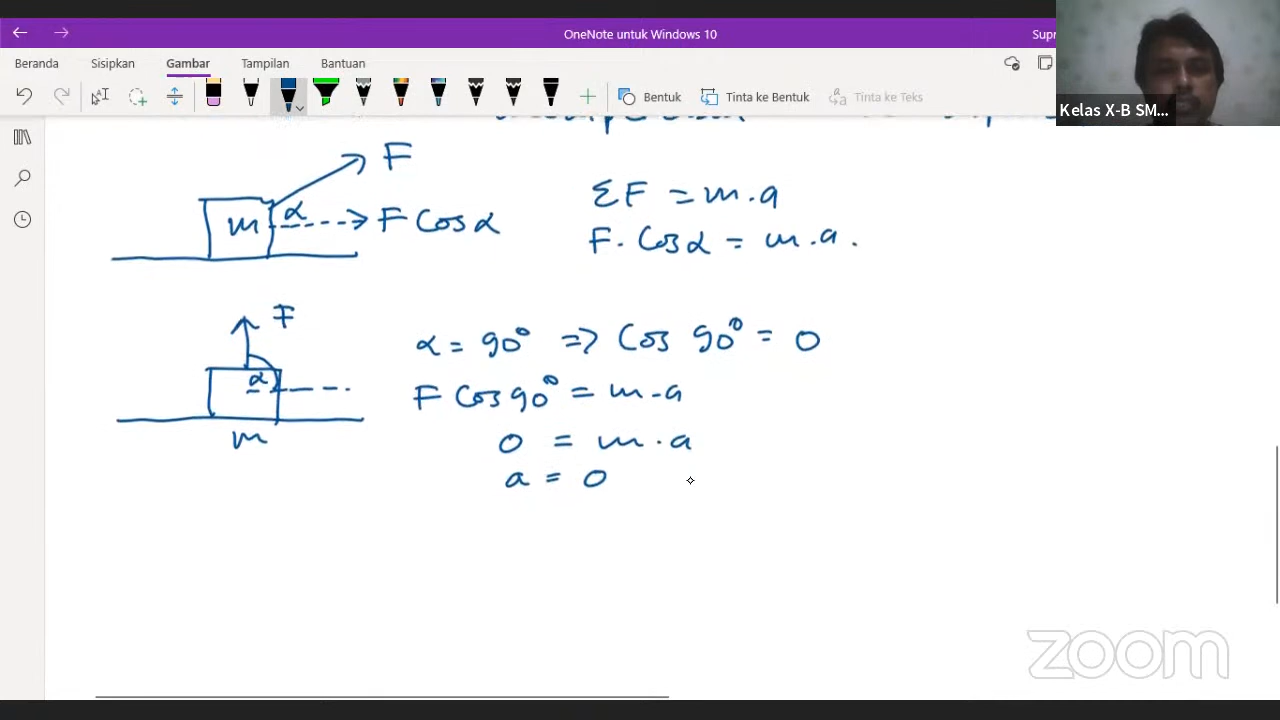 OneNote untuk Windows 10
Supr
Beranda Sisipkan Gambar Tampilan Bantuan
Bentuk Tinta ke Bentuk Tinta ke Teks
Kelas X-B SM...
F
m α F Cos α
ΣF = m.a
F. Cos α = m.a.
F
α
m
α = 90° => Cos 90° = 0
F Cos 90° = m-a
0 = m.a
a = 0
zoom